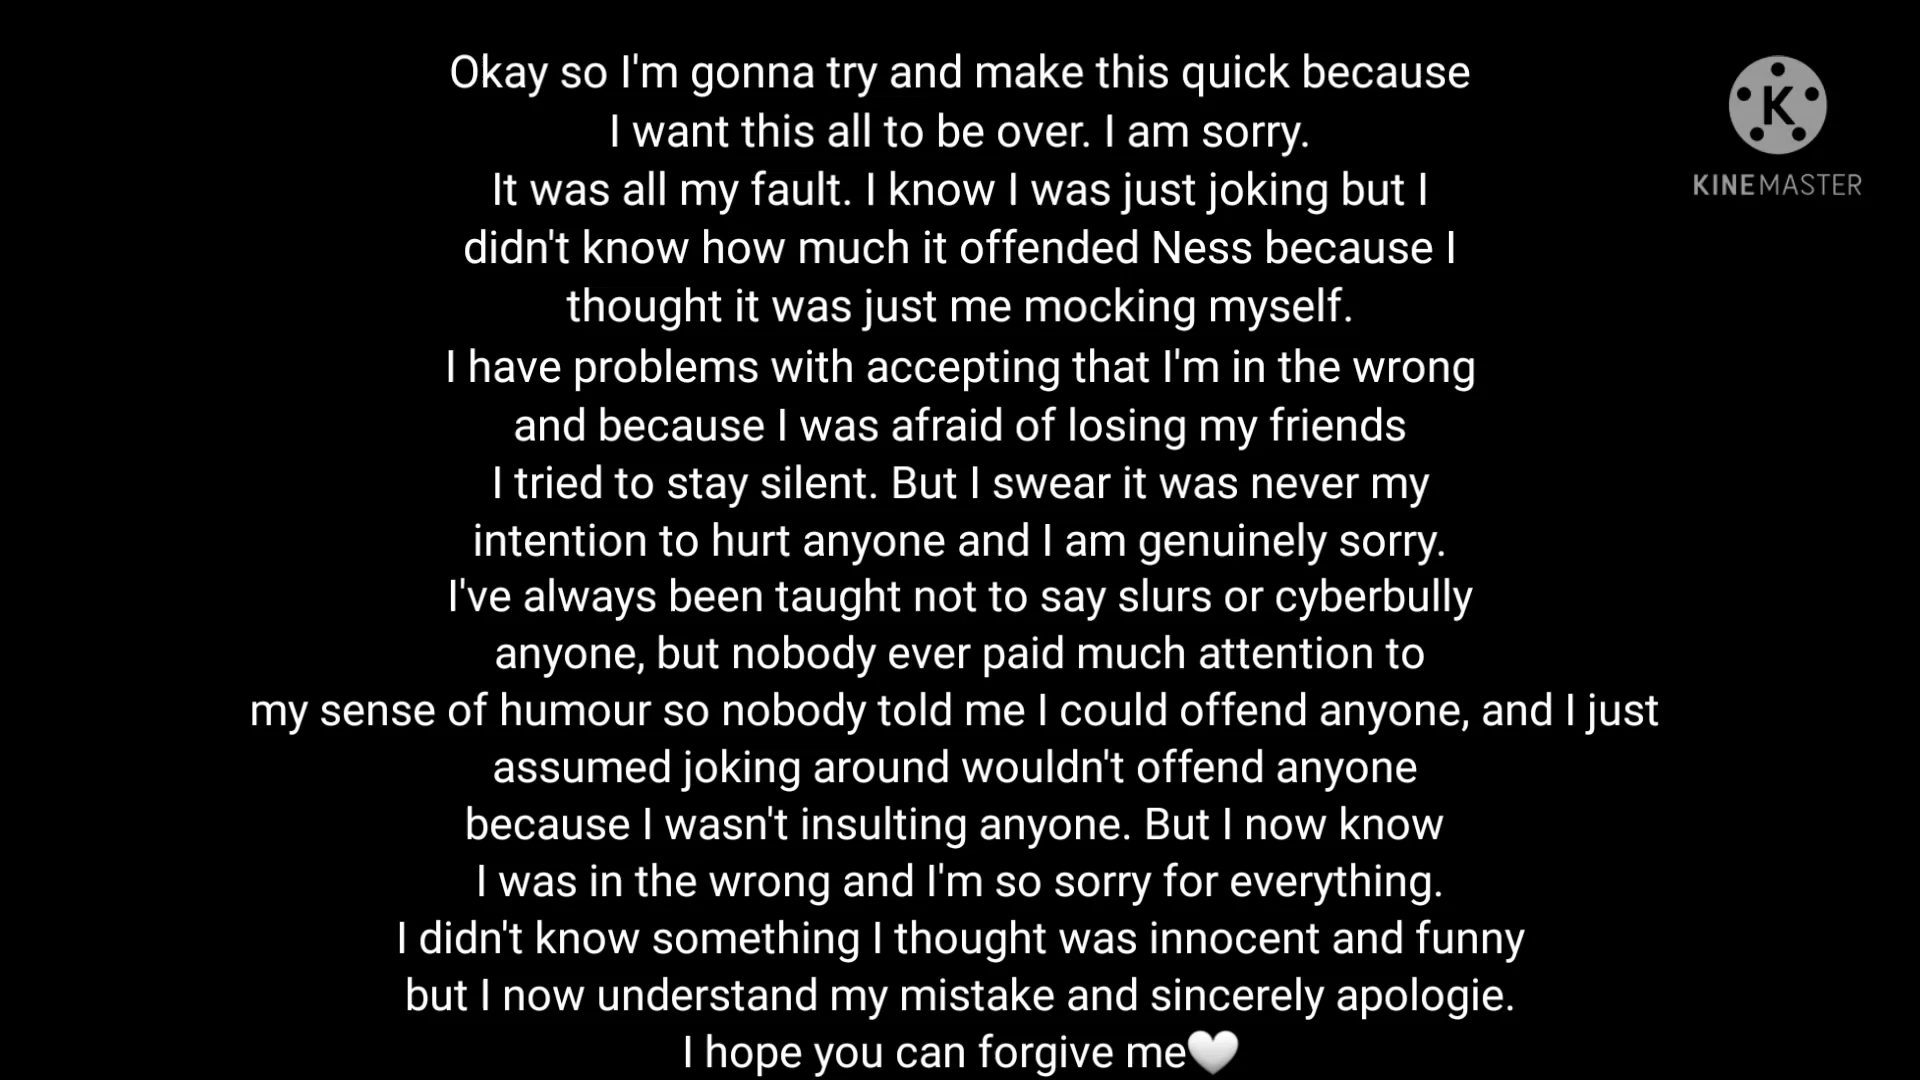 Okay so I'm gonna try and make this quick because
I want this all to be over. I am sorry.
It was all my fault. I know I was just joking but I
didn't know how much it offended Ness because I
thought it was just me mocking myself.
I have problems with accepting that I'm in the wrong
and because I was afraid of losing my friends
I tried to stay silent. But I swear it was never my
intention to hurt anyone and I am genuinely sorry.
I've always been taught not to say slurs or cyberbully
anyone, but nobody ever paid much attention to
my sense of humour so nobody told me I could offend anyone, and I just
assumed joking around wouldn't offend anyone
because I wasn't insulting anyone. But I now know
I was in the wrong and I'm so sorry for everything.
I didn't know something I thought was innocent and funny
but I now understand my mistake and sincerely apologie.
I hope you can forgive me🤍
K
KINEMASTER